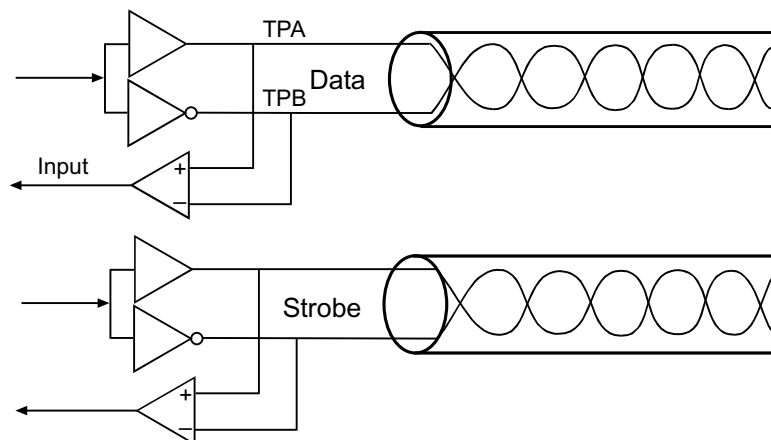 TPA
Data
TPB
Input
+
–
Strobe
+
–